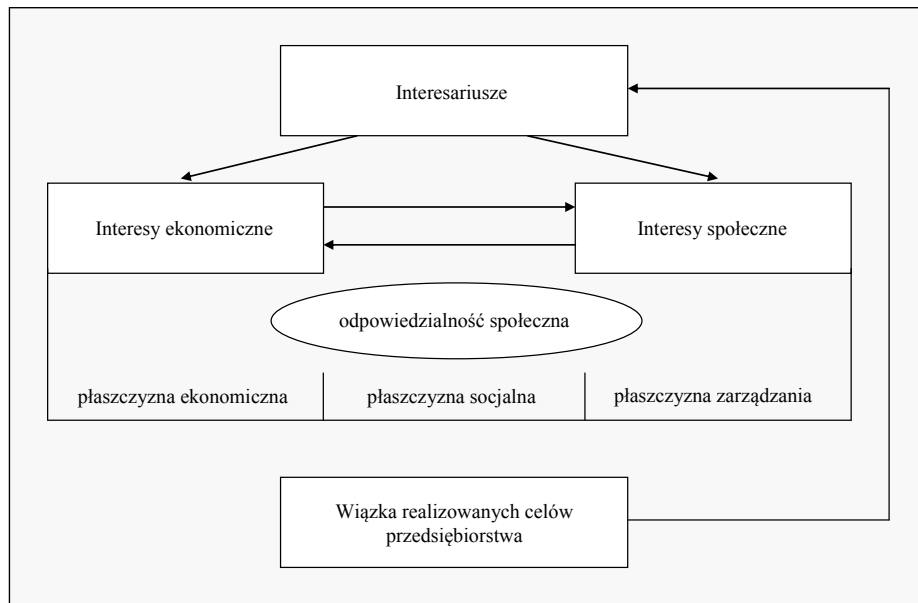 Interesariusze
Interesy ekonomiczne
Interesy społeczne
odpowiedzialność społeczna
płaszczyzna ekonomiczna
płaszczyzna socjalna
płaszczyzna zarządzania
Wiązka realizowanych celów
przedsiębiorstwa